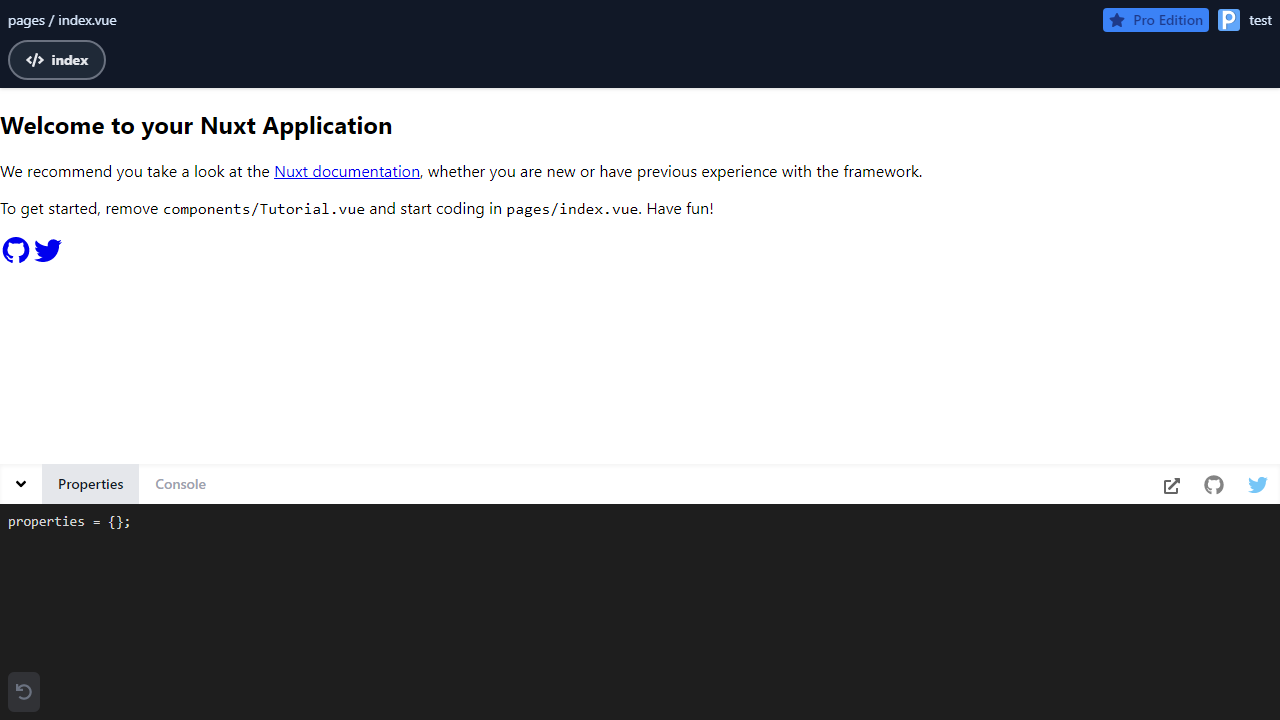 pages / index.vue
Pro Edition
P
test
</> index
Welcome to your Nuxt Application
We recommend you take a look at the Nuxt documentation, whether you are new or have previous experience with the framework.
To get started, remove components/Tutorial.vue and start coding in pages/index.vue. Have fun!
Properties
Console
properties = {};